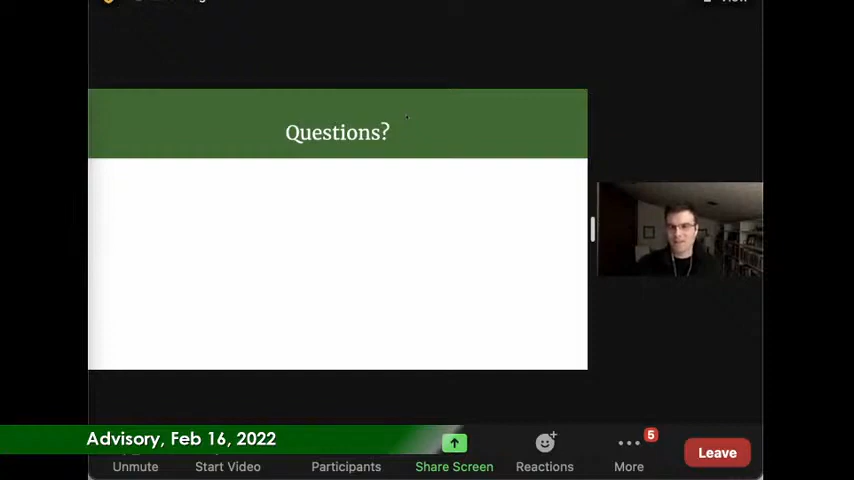 Questions?
Advisory, Feb 16, 2022
5
Unmute
Start Video
Participants
Share Screen
Reactions
More
Leave